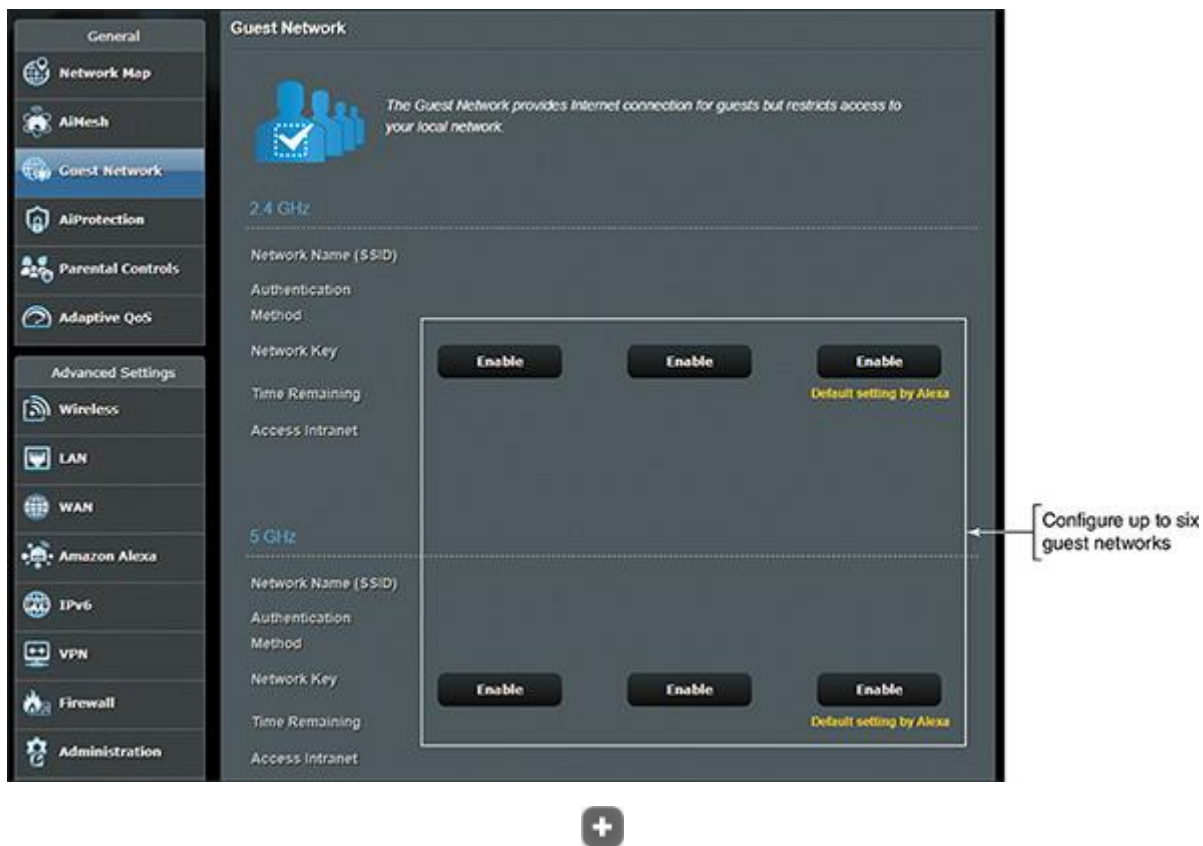 General
Network Map
AiMesh
Guest Network
AiProtection
Parental Controls
Adaptive QoS
Advanced Settings
Wireless
LAN
WAN
Amazon Alexa
IPv6
VPN
Firewall
Administration
Guest Network
The Guest Network provides Internet connection for guests but restricts access to
your local network.
2.4 GHz
Network Name (SSID)
Authentication
Method
Network Key
Enable Enable Enable
Time Remaining
Default setting by Alexa
Access Intranet
5 GHz
Network Name (SSID)
Authentication
Method
Network Key
Enable Enable Enable
Time Remaining
Default setting by Alexa
Access Intranet
Configure up to six
guest networks